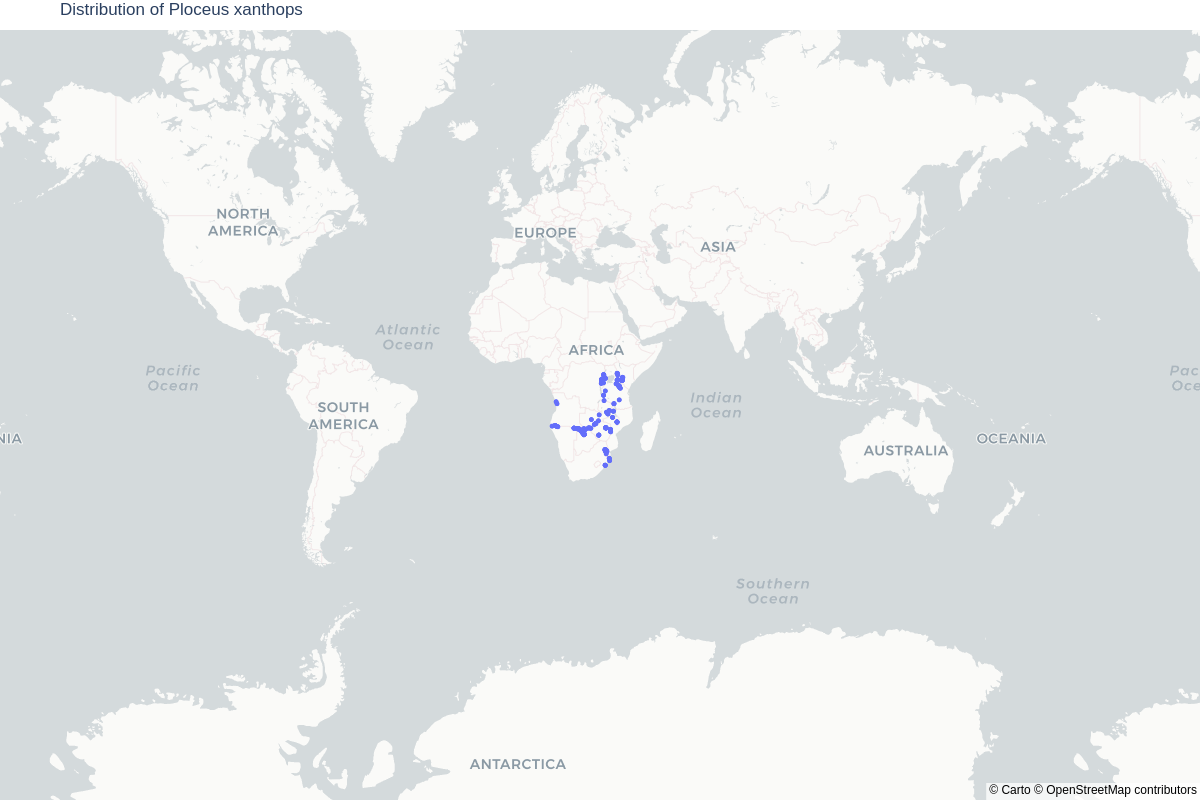 Distribution of Ploceus xanthops
NORTH
AMERICA
EUROPE
ASIA
Atlantic
Ocean
AFRICA
Pacific
Ocean
Pac
Oce
Indian
Ocean
SOUTH
AMERICA
NIA
OCEANIA
AUSTRALIA
Southern
Ocean
ANTARCTICA
© Carto © OpenStreetMap contributors